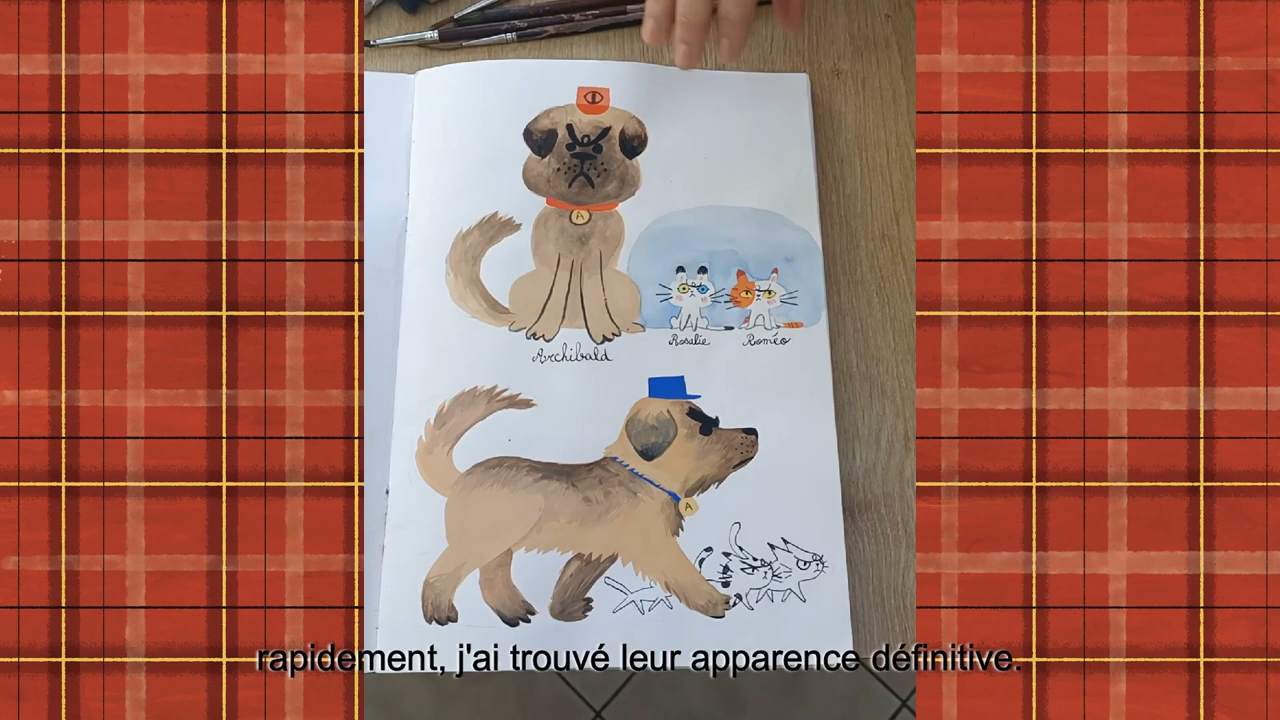 A
Archibald
Rosalie
Roméo
A
rapidement, j'ai trouvé leur apparence définitive.